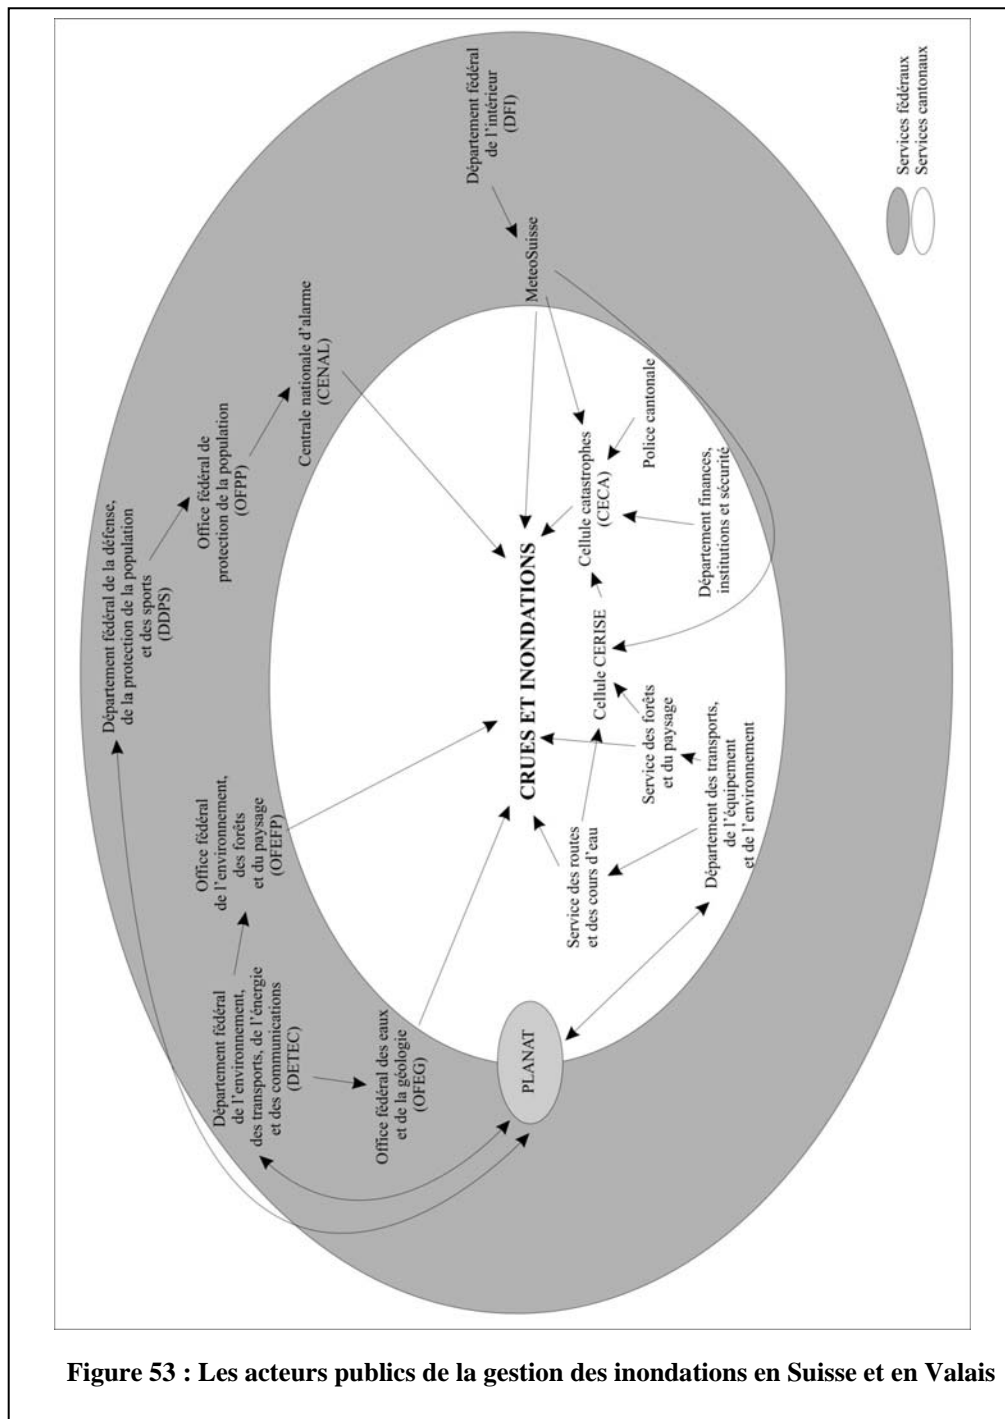 Département fédéral de la défense,
de la protection de la population
et des sports
(DDPS)
Office fédéral de
protection de la population
(OFPP)
Centrale nationale d'alarme
(CENAL)
Département fédéral
de l'intérieur
(DFI)
MeteoSuisse
Office fédéral
de l'environnement,
des forêts
et du paysage
(OFEFP)
Département fédéral
de l'environnement,
des transports, de l'énergie
et des communications
(DETEC)
Office fédéral des eaux
et de la géologie
(OFEG)
PLANAT
CRUES ET INONDATIONS
Cellule catastrophes
(CECA)
Police cantonale
Département finances,
institutions et sécurité
Cellule CERISE
Service des forêts
et du paysage
Service des routes
et des cours d'eau
Département des transports,
de l'équipement
et de l'environnement
Services fédéraux
Services cantonaux
Figure 53 : Les acteurs publics de la gestion des inondations en Suisse et en Valais